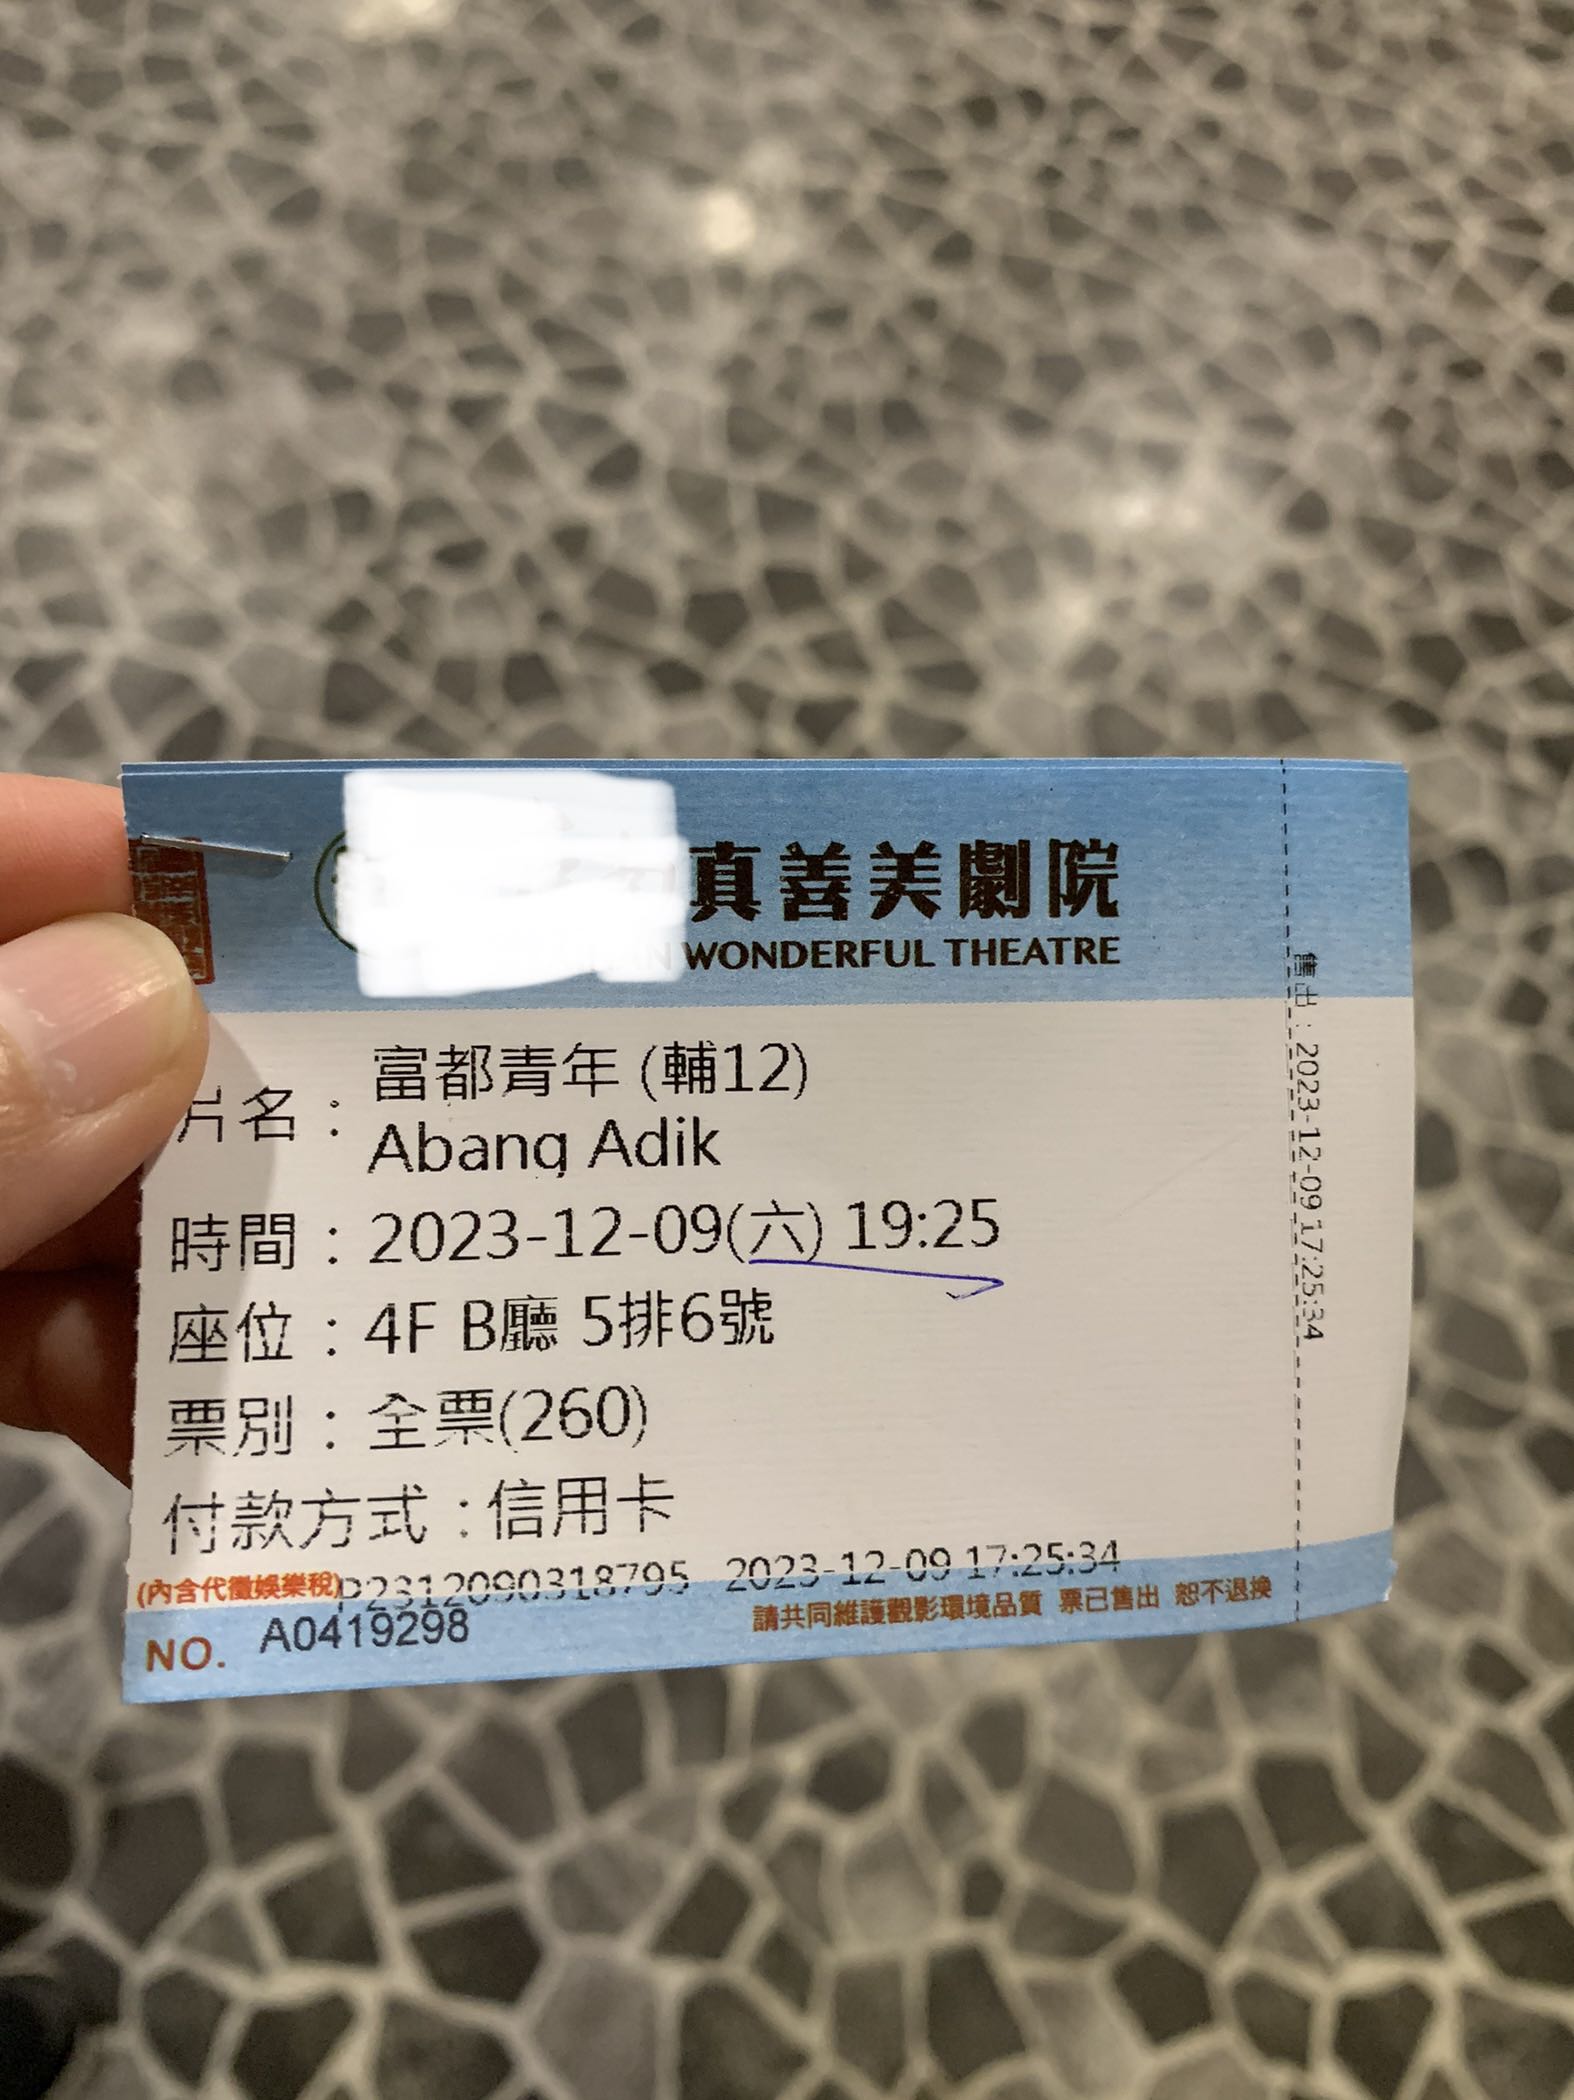 真善美劇院
WONDERFUL THEATRE
片名：富都青年 (輔12)
Abang Adik
時間：2023-12-09(六) 19:25
座位：4F B廳 5排6號
票別：全票(260)
付款方式：信用卡
P2312090318795 2023-12-09 17:25:34
(內含代徵娛樂稅)
請共同維護觀影環境品質 票已售出 恕不退換
NO. A0419298
售出：2023-12-09 17:25:34